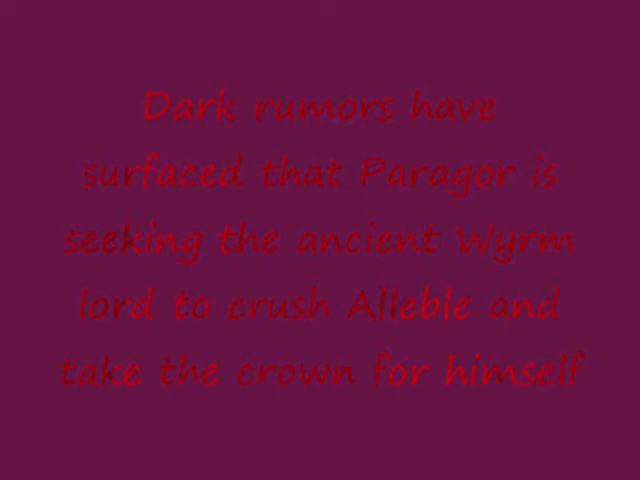 Dark rumors have
surfaced that Paragor is
seeking the ancient Wyrm
lord to crush Alleble and
take the crown for himself